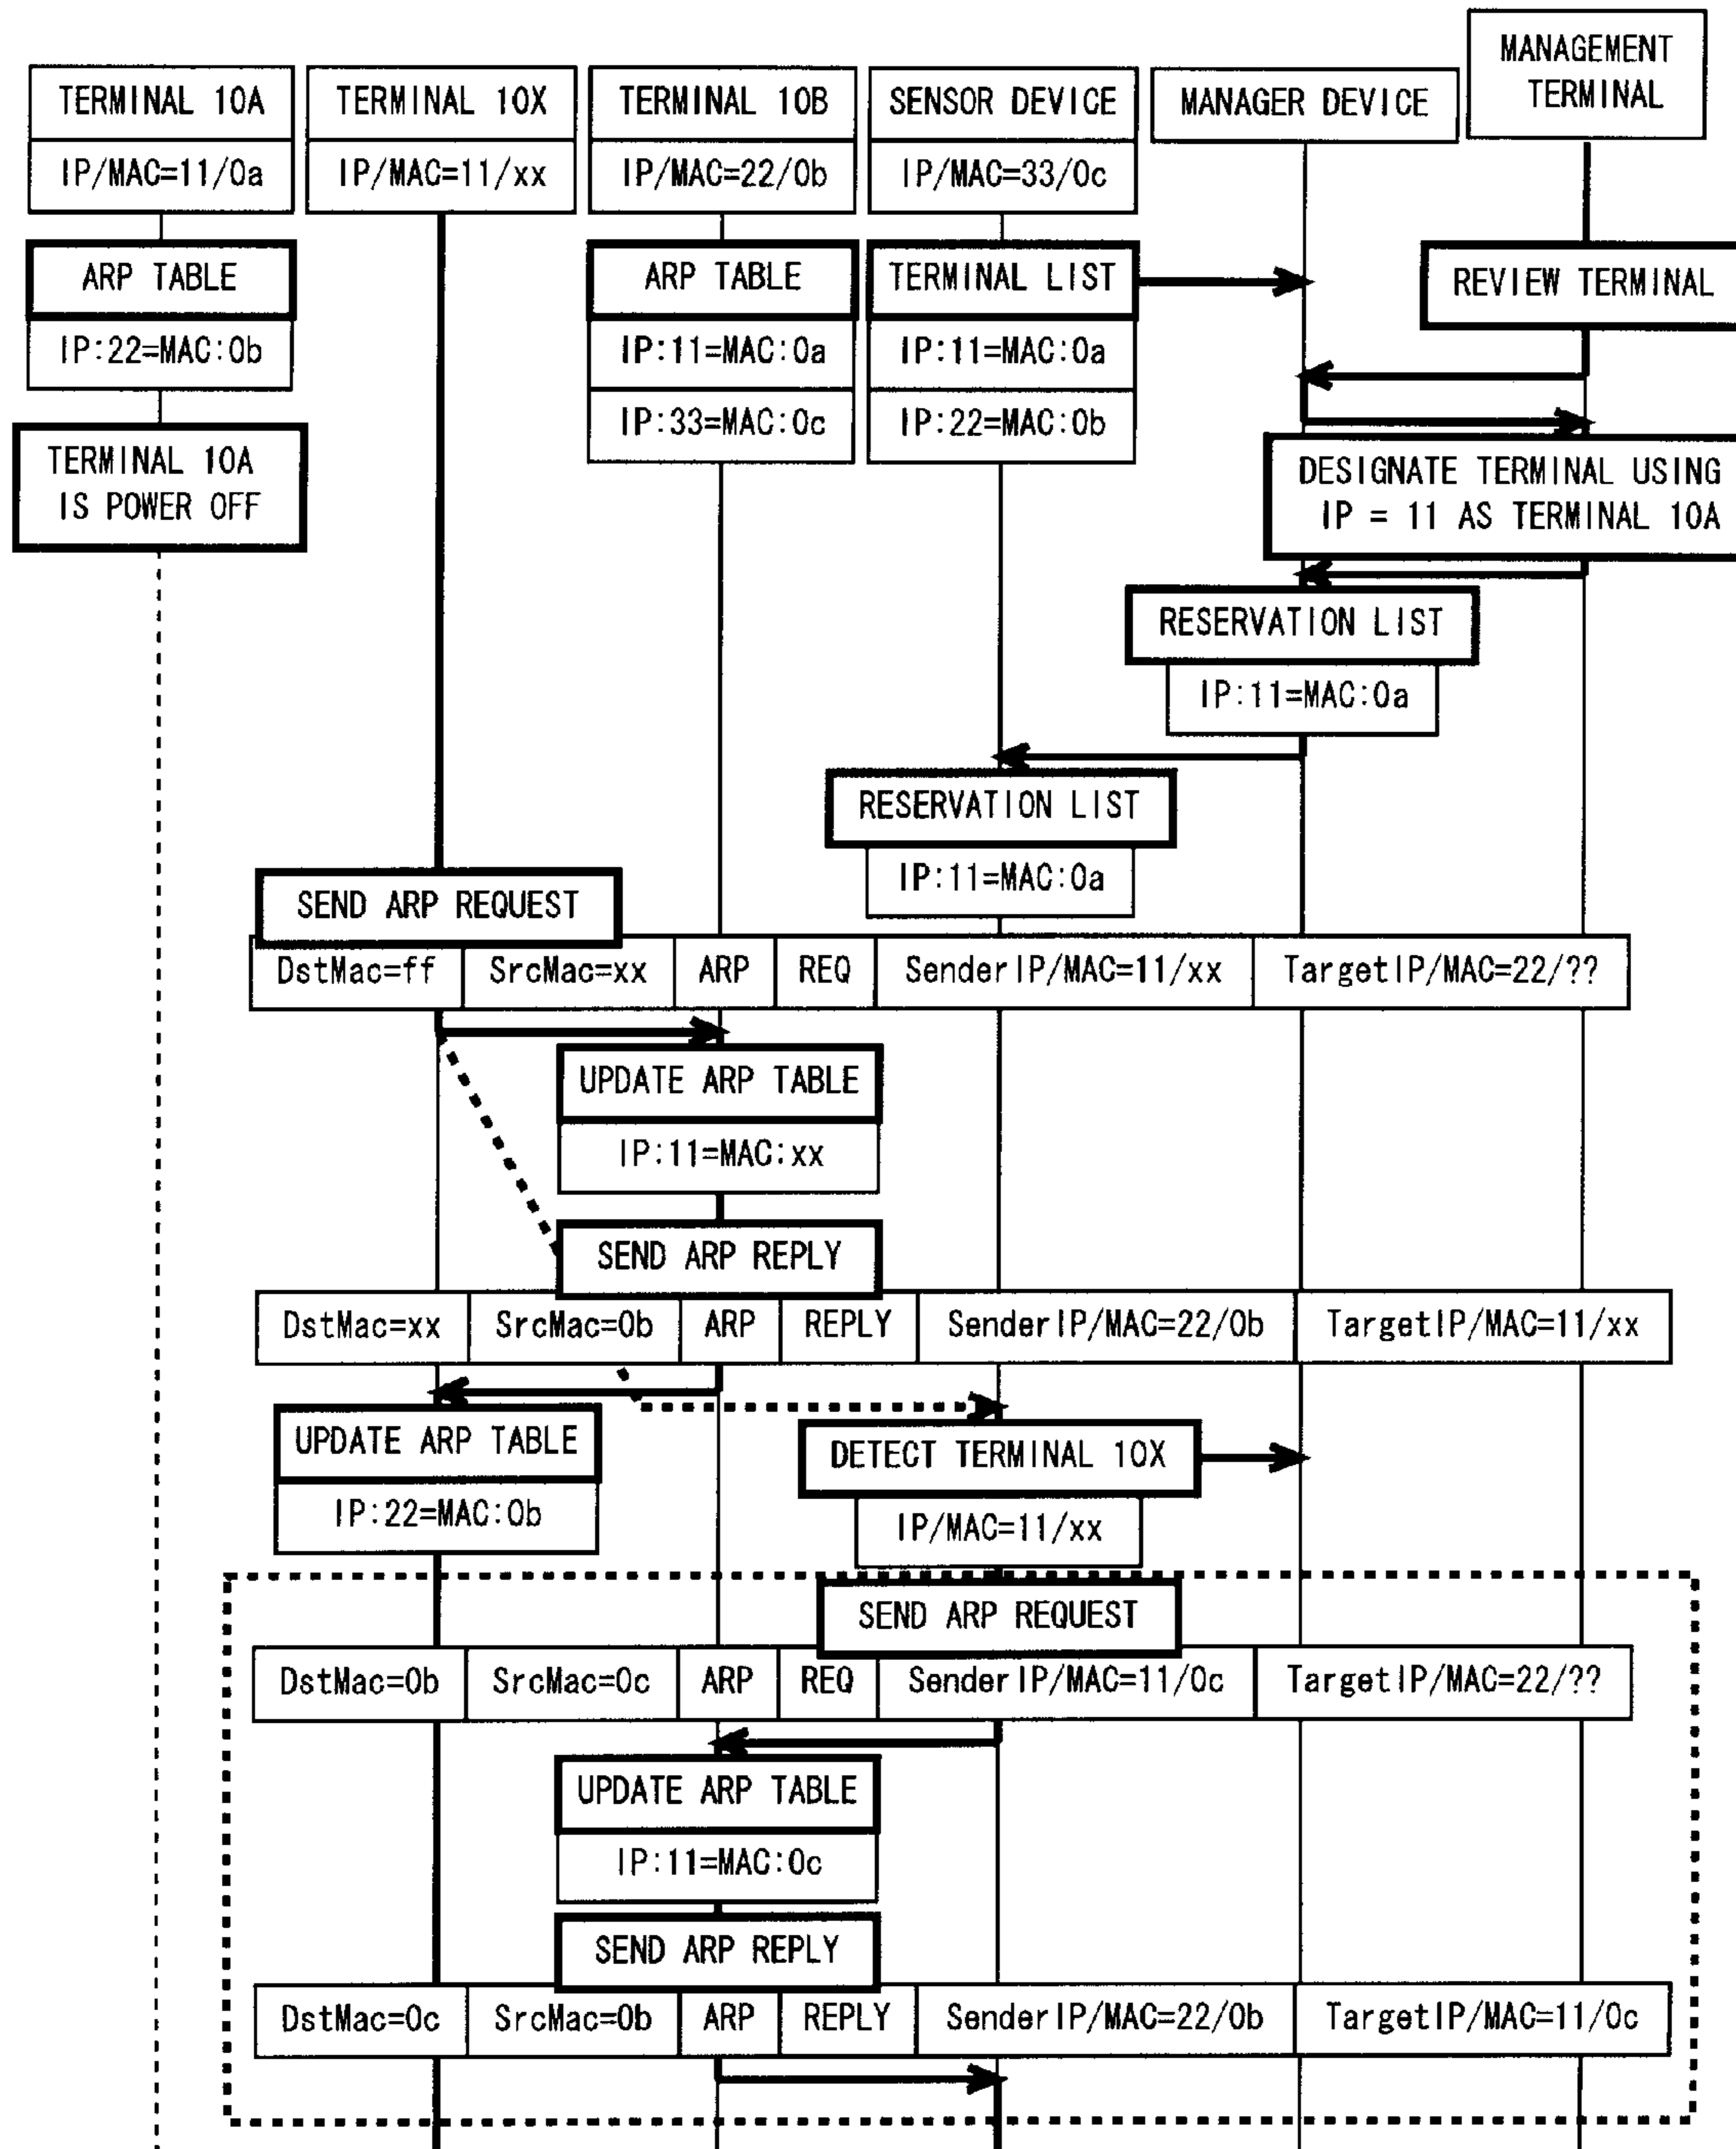 MANAGEMENT
TERMINAL
TERMINAL 10A
TERMINAL 10X
TERMINAL 10B
SENSOR DEVICE
MANAGER DEVICE
IP/MAC=11/0a
IP/MAC=11/xx
IP/MAC=22/0b
IP/MAC=33/0c
ARP TABLE
ARP TABLE
TERMINAL LIST
REVIEW TERMINAL
IP:22=MAC:0b
IP:11=MAC:0a
IP:11=MAC:0a
IP:33=MAC:0c
IP:22=MAC:0b
TERMINAL 10A
IS POWER OFF
DESIGNATE TERMINAL USING
IP = 11 AS TERMINAL 10A
RESERVATION LIST
IP:11=MAC:0a
RESERVATION LIST
IP:11=MAC:0a
SEND ARP REQUEST
DstMac=ff SrcMac=xx ARP REQ SenderIP/MAC=11/xx TargetIP/MAC=22/??
UPDATE ARP TABLE
IP:11=MAC:xx
SEND ARP REPLY
DstMac=xx SrcMac=0b ARP REPLY SenderIP/MAC=22/0b TargetIP/MAC=11/xx
UPDATE ARP TABLE
IP:22=MAC:0b
DETECT TERMINAL 10X
IP/MAC=11/xx
SEND ARP REQUEST
DstMac=0b SrcMac=0c ARP REQ SenderIP/MAC=11/0c TargetIP/MAC=22/??
UPDATE ARP TABLE
IP:11=MAC:0c
SEND ARP REPLY
DstMac=0c SrcMac=0b ARP REPLY SenderIP/MAC=22/0b TargetIP/MAC=11/0c